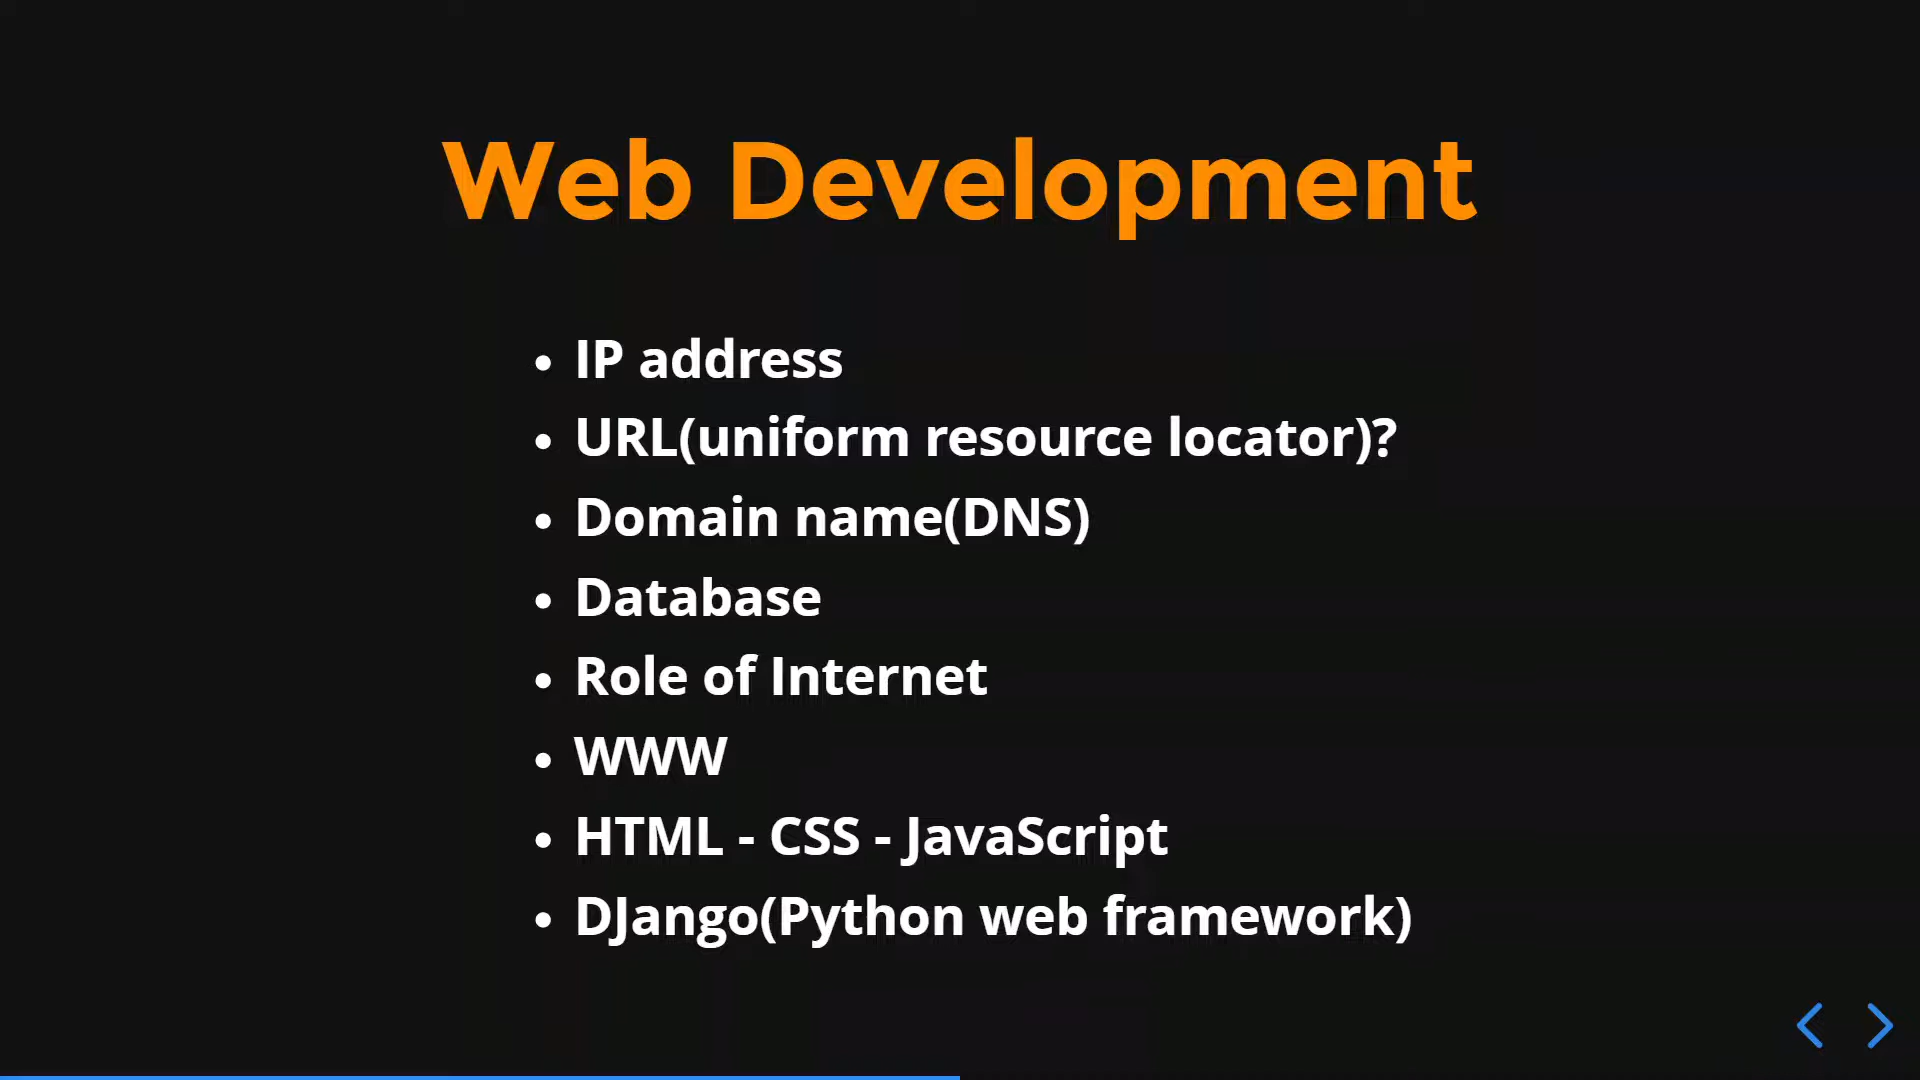 Web Development
• IP address
• URL(uniform resource locator)?
• Domain name(DNS)
• Database
• Role of Internet
• WWW
• HTML - CSS - JavaScript
• DJango(Python web framework)